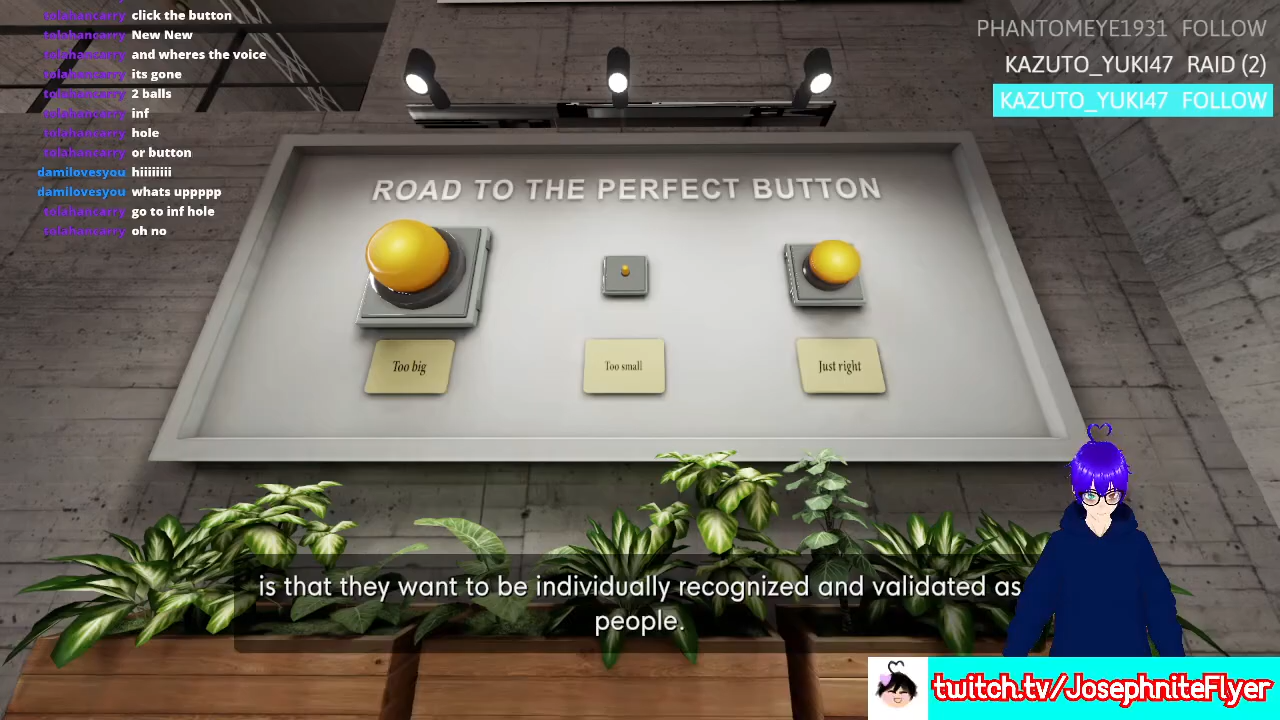 tolahancarry click the button
tolahancarry New New
tolahancarry and wheres the voice
tolahancarry its gone
tolahancarry 2 balls
tolahancarry inf
tolahancarry hole
tolahancarry or button
damilovesyou hiiiiiiii
damilovesyou whats uppppp
tolahancarry go to inf hole
tolahancarry oh no
PHANTOMEYE1931 FOLLOW
KAZUTO_YUKI47 RAID (2)
KAZUTO_YUKI47 FOLLOW
ROAD TO THE PERFECT BUTTON
Too big
Too small
Just right
is that they want to be individually recognized and validated as
people.
twitch.tv/JosephniteFlyer